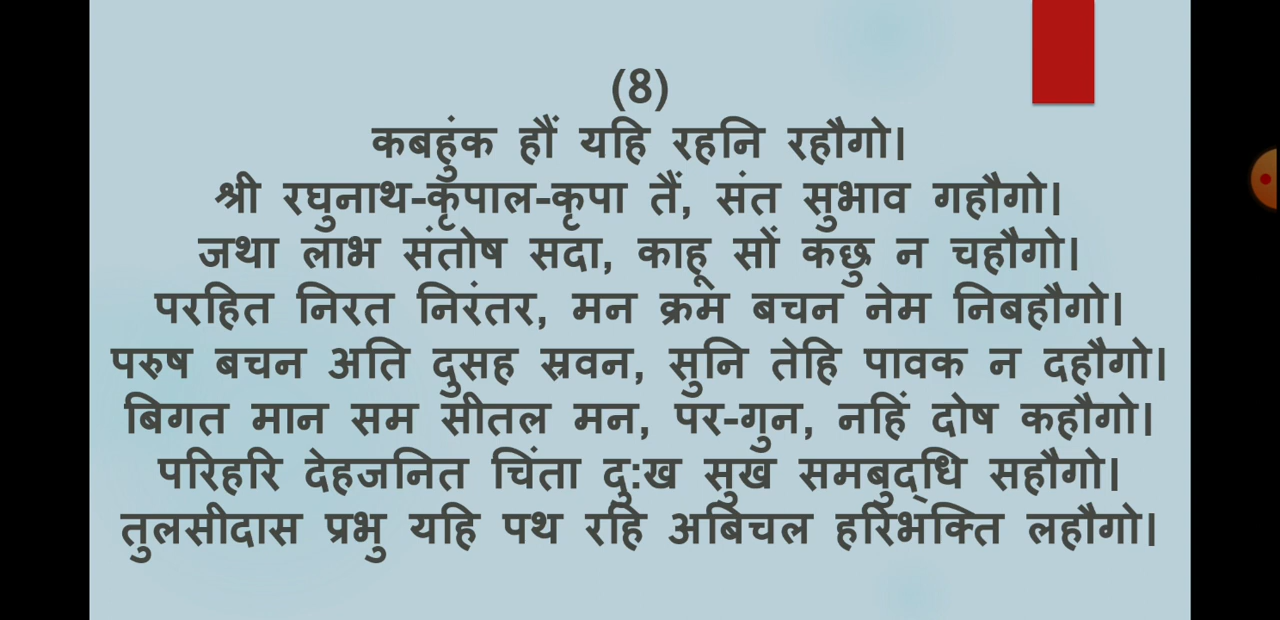 (8)
कबहुंक हौं यहि रहनि रहौगो।
श्री रघुनाथ-कृपाल-कृपा तैं, संत सुभाव गहौगो।
जथा लाभ संतोष सदा, काहू सों कछु न चहौगो।
परहित निरत निरंतर, मन क्रम बचन नेम निबहौगो।
परुष बचन अति दुसह स्रवन, सुनि तेहि पावक न दहौगो।
बिगत मान सम सीतल मन, पर-गुन, नहिं दोष कहौगो।
परिहरि देहजनित चिंता दु:ख सुख समबुद्धि सहौगो।
तुलसीदास प्रभु यहि पथ रहि अबिचल हरिभक्ति लहौगो।